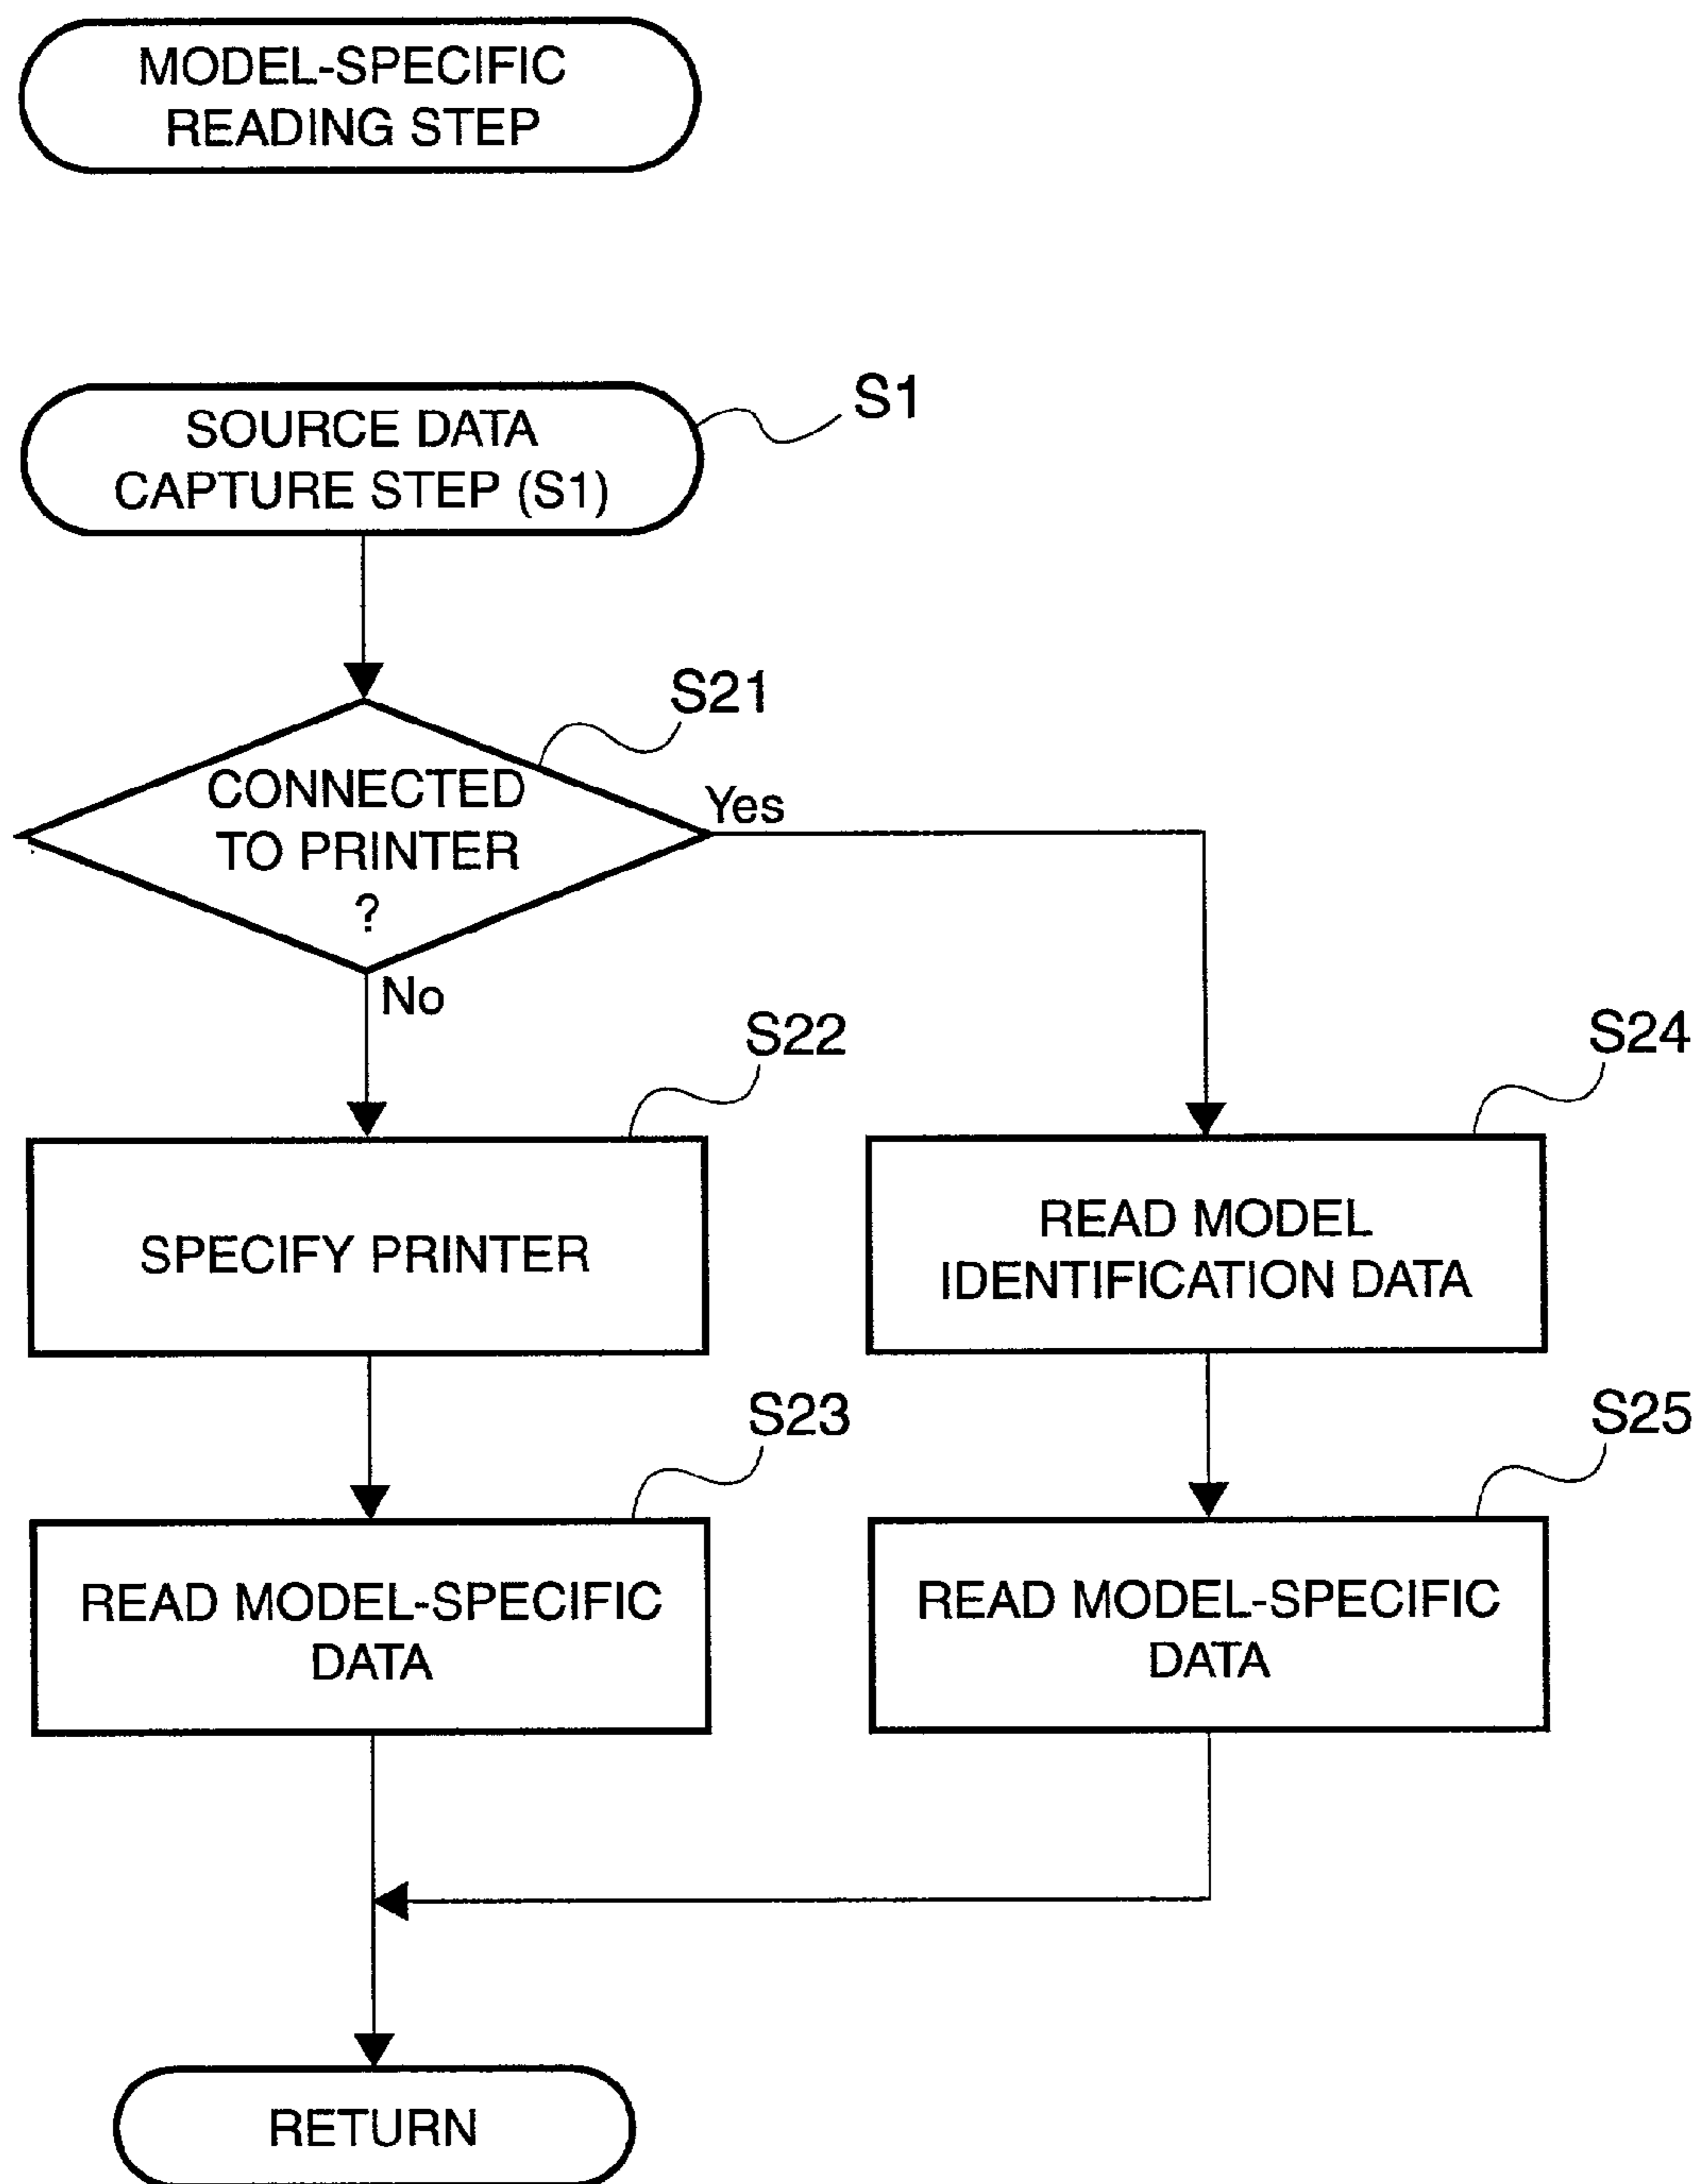 MODEL-SPECIFIC
READING STEP
S1
SOURCE DATA
CAPTURE STEP (S1)
S21
CONNECTED
TO PRINTER
?
Yes
No
S22
SPECIFY PRINTER
S24
READ MODEL
IDENTIFICATION DATA
S23
READ MODEL-SPECIFIC
DATA
S25
READ MODEL-SPECIFIC
DATA
RETURN